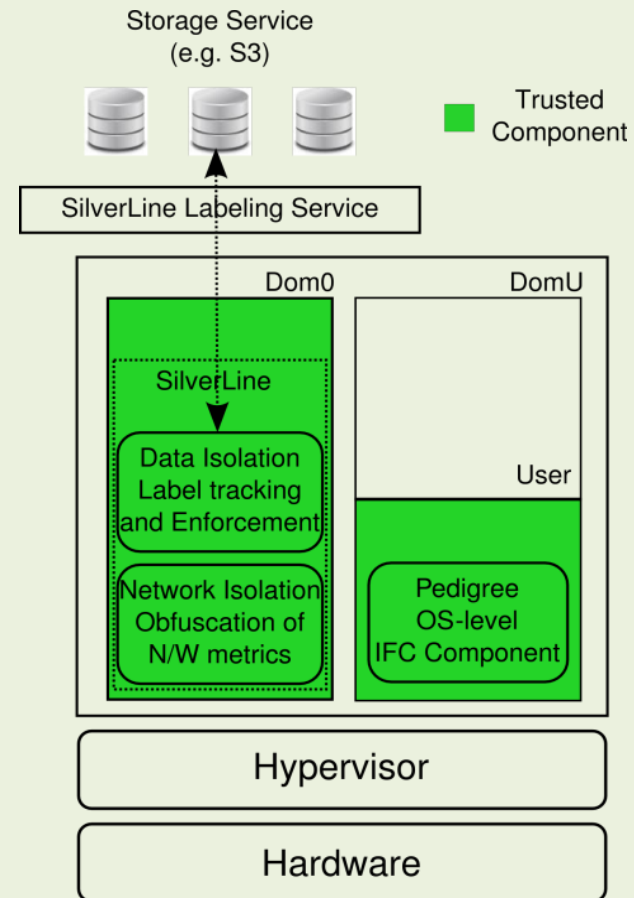 Storage Service
(e.g. S3)
Trusted
Component
SilverLine Labeling Service
Dom0
DomU
SilverLine
Data Isolation
Label tracking
and Enforcement
User
Network Isolation
Obfuscation of
N/W metrics
Pedigree
OS-level
IFC Component
Hypervisor
Hardware